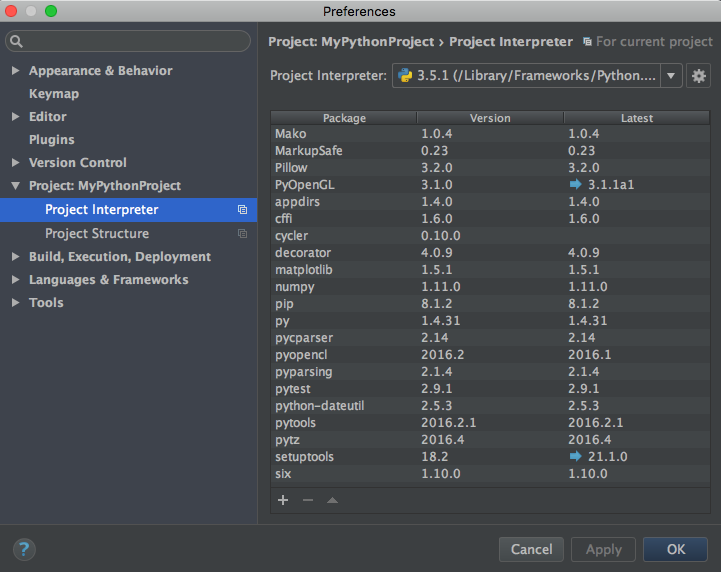 Preferences
Project: MyPythonProject › Project Interpreter For current project
Appearance & Behavior
Keymap
Editor
Plugins
Version Control
Project: MyPythonProject
Project Interpreter
Project Structure
Build, Execution, Deployment
Languages & Frameworks
Tools
Project Interpreter: 3.5.1 (/Library/Frameworks/Python....
Package Version Latest
Mako 1.0.4 1.0.4
MarkupSafe 0.23 0.23
Pillow 3.2.0 3.2.0
PyOpenGL 3.1.0 3.1.1a1
appdirs 1.4.0 1.4.0
cffi 1.6.0 1.6.0
cycler 0.10.0
decorator 4.0.9 4.0.9
matplotlib 1.5.1 1.5.1
numpy 1.11.0 1.11.0
pip 8.1.2 8.1.2
py 1.4.31 1.4.31
pycparser 2.14 2.14
pyopencl 2016.2 2016.1
pyparsing 2.1.4 2.1.4
pytest 2.9.1 2.9.1
python-dateutil 2.5.3 2.5.3
pytools 2016.2.1 2016.2.1
pytz 2016.4 2016.4
setuptools 18.2 21.1.0
six 1.10.0 1.10.0
?
Cancel Apply OK